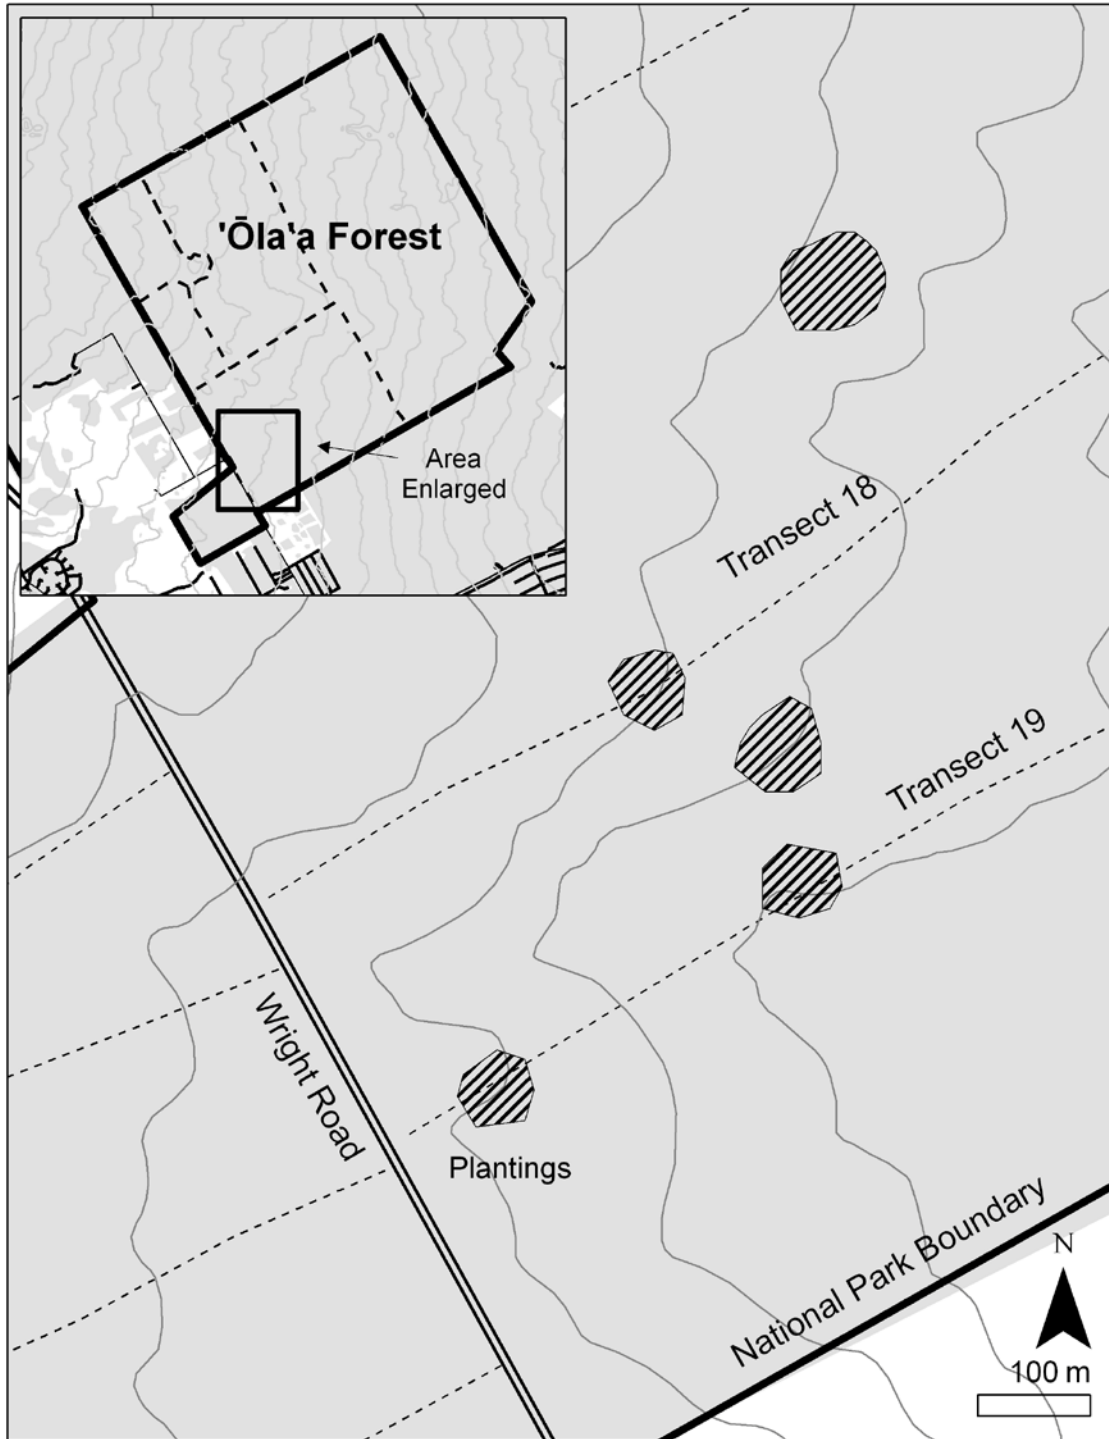 'Ōla'a Forest
Area
Enlarged
Transect 18
Transect 19
Wright Road
Plantings
National Park Boundary
N
100 m